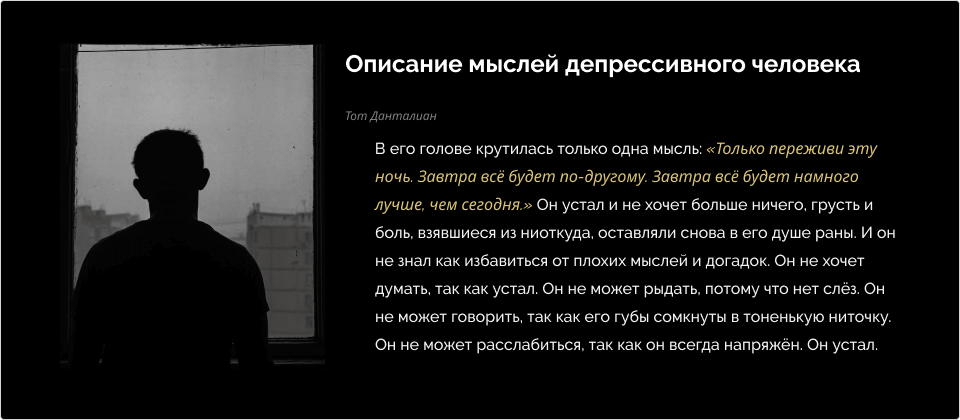 Описание мыслей депрессивного человека
Тот Данталиан
В его голове крутилась только одна мысль: «Только переживи эту
ночь. Завтра всё будет по-другому. Завтра всё будет намного
лучше, чем сегодня.» Он устал и не хочет больше ничего, грусть и
боль, взявшиеся из ниоткуда, оставляли снова в его душе раны. И он
не знал как избавиться от плохих мыслей и догадок. Он не хочет
думать, так как устал. Он не может рыдать, потому что нет слёз. Он
не может говорить, так как его губы сомкнуты в тоненькую ниточку.
Он не может расслабиться, так как он всегда напряжён. Он устал.